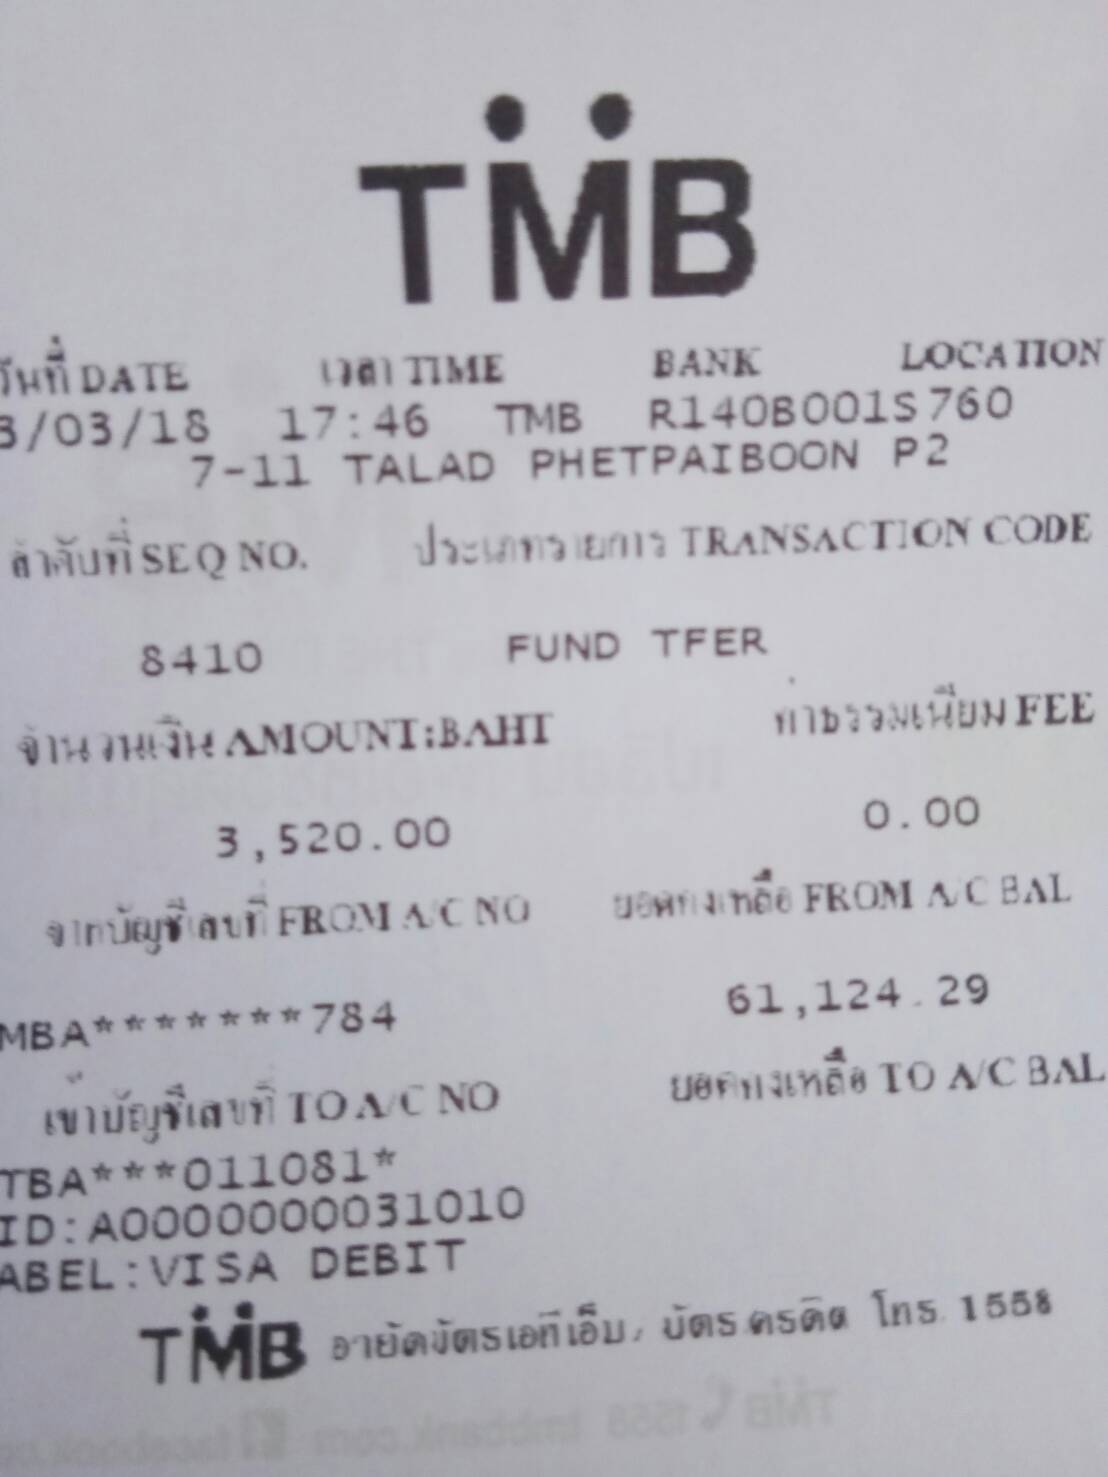 TMB
วันที่ DATE เวลา TIME BANK LOCATION
3/03/18 17:46 TMB R140B001S760
7-11 TALAD PHETPAIBOON P2
ลำดับที่ SEQ NO. ประเภทรายการ TRANSACTION CODE
8410 FUND TFER
จำนวนเงิน AMOUNT:BAHT ค่าธรรมเนียม FEE
3,520.00 0.00
จากบัญชีเลขที่ FROM A/C NO ยอดคงเหลือ FROM A/C BAL
MBA*******784 61,124.29
เข้าบัญชีเลขที่ TO A/C NO ยอดคงเหลือ TO A/C BAL
TBA***011081*
ID:A0000000031010
ABEL:VISA DEBIT
TMB อายัดบัตรเอทีเอ็ม, บัตรเครดิต โทร. 1558
TMB 1558 tmbbank.com facebook